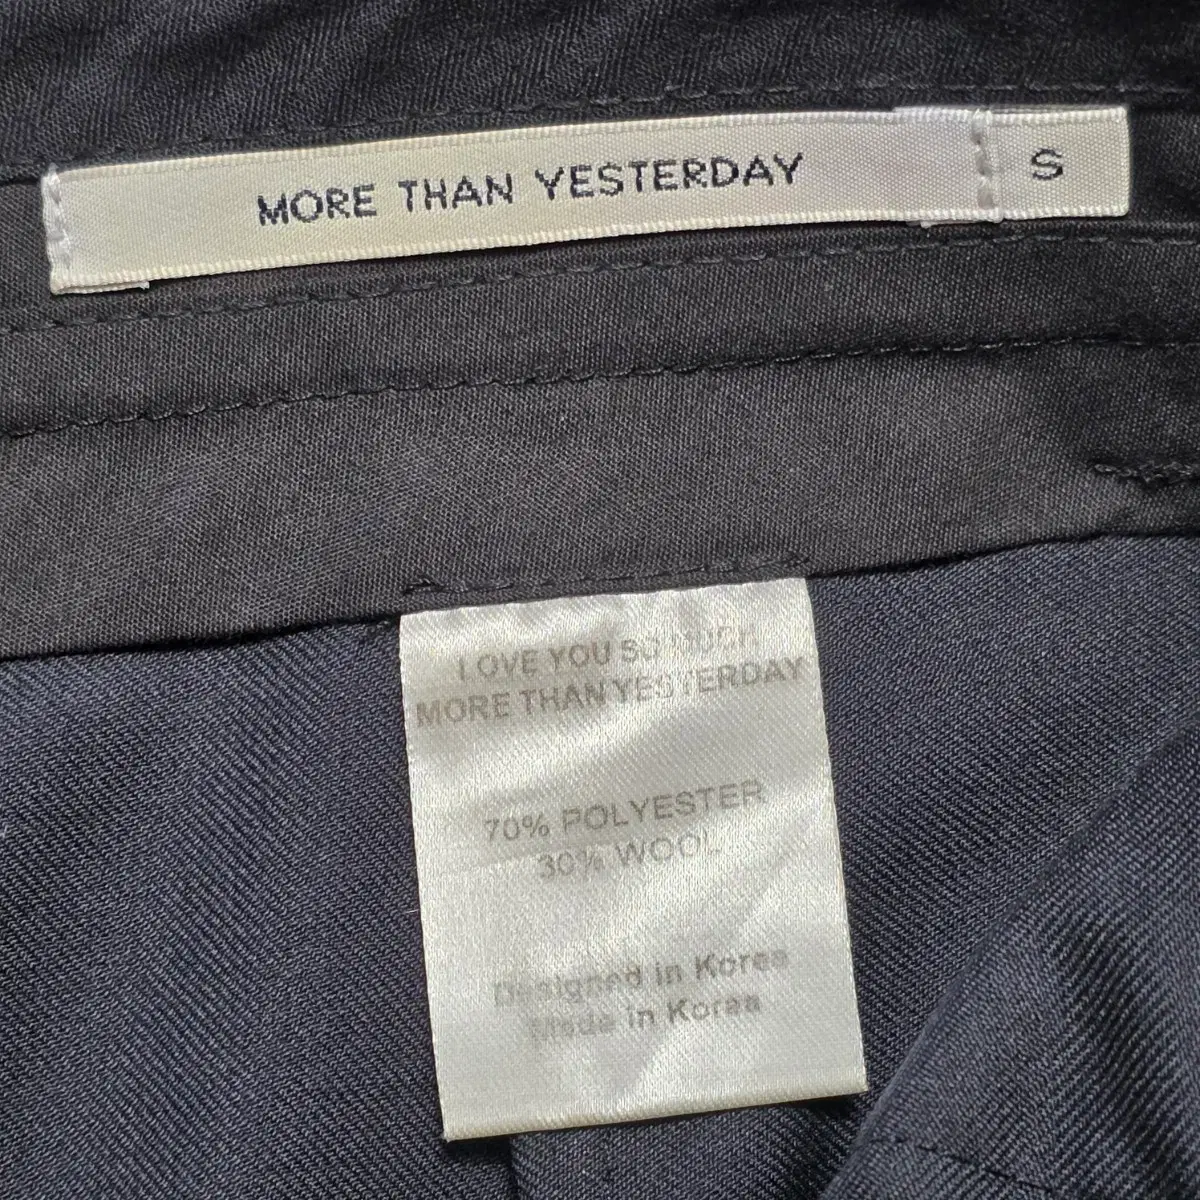 MORE THAN YESTERDAY S
I OVE YOU SO MUCH
MORE THAN YESTERDAY
70% POLYESTER
30% WOOL
Designed in Korea
Made in Korea